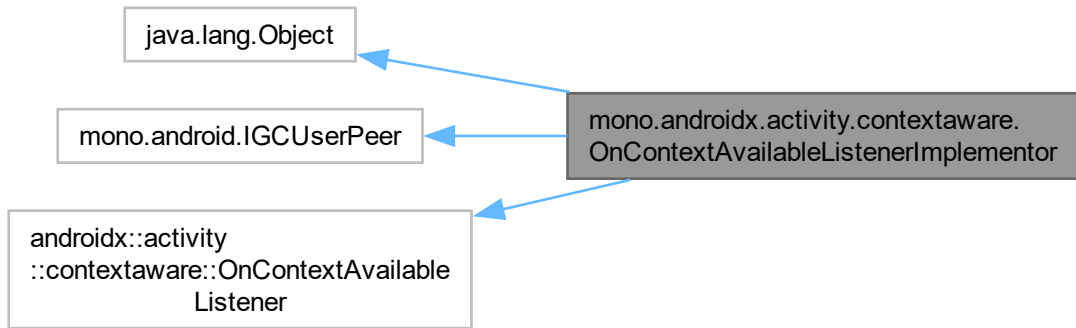 java.lang.Object
mono.android.IGCUserPeer
androidx::activity
::contextaware::OnContextAvailable
Listener
mono.androidx.activity.contextaware.
OnContextAvailableListenerImplementor